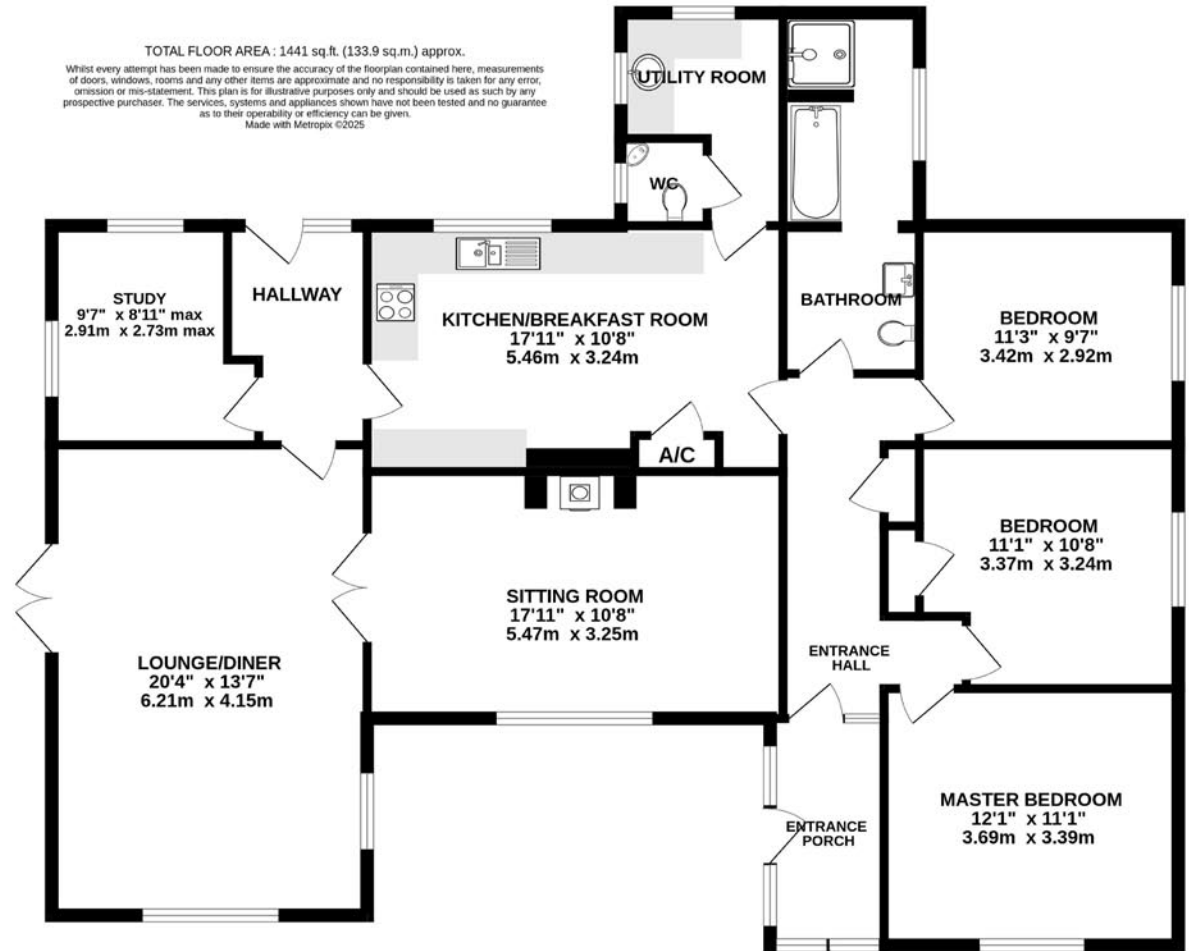 TOTAL FLOOR AREA : 1441 sq.ft. (133.9 sq.m.) approx.
Whilst every attempt has been made to ensure the accuracy of the floorplan contained here, measurements
of doors, windows, rooms and any other items are approximate and no responsibility is taken for any error,
omission or mis-statement. This plan is for illustrative purposes only and should be used as such by any
prospective purchaser. The services, systems and appliances shown have not been tested and no guarantee
as to their operability or efficiency can be given.
Made with Metropix ©2025
UTILITY ROOM
WC
STUDY
9'7" x 8'11" max
2.91m x 2.73m max
HALLWAY
KITCHEN/BREAKFAST ROOM
17'11" x 10'8"
5.46m x 3.24m
A/C
BATHROOM
BEDROOM
11'3" x 9'7"
3.42m x 2.92m
BEDROOM
11'1" x 10'8"
3.37m x 3.24m
SITTING ROOM
17'11" x 10'8"
5.47m x 3.25m
LOUNGE/DINER
20'4" x 13'7"
6.21m x 4.15m
ENTRANCE
HALL
ENTRANCE
PORCH
MASTER BEDROOM
12'1" x 11'1"
3.69m x 3.39m